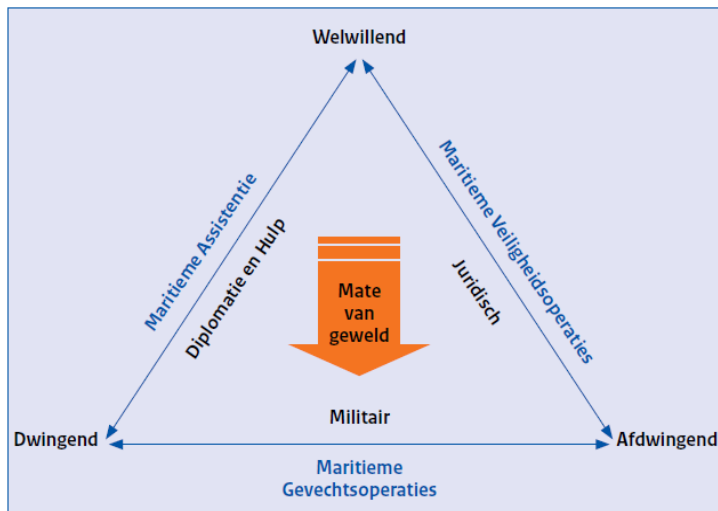 Welwillend
Maritieme Assistentie
Diplomatie en Hulp
Maritieme Veiligheidsoperaties
Juridisch
Mate
van
geweld
Militair
Dwingend
Afdwingend
Maritieme
Gevechtsoperaties